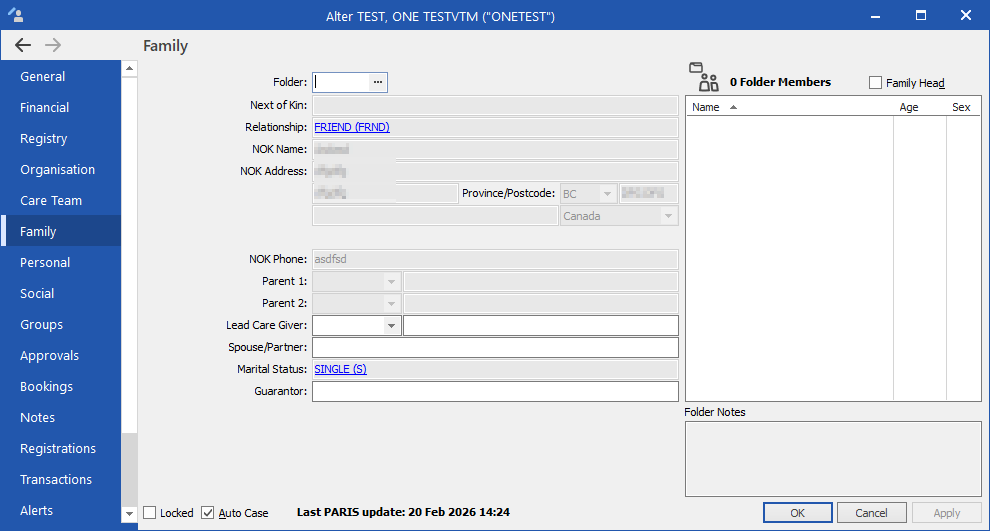 Alter TEST, ONE TESTVTM ("ONETEST")
Family
General
Financial
Registry
Organisation
Care Team
Family
Personal
Social
Groups
Approvals
Bookings
Notes
Registrations
Transactions
Alerts
Folder: ...
Next of Kin:
Relationship: FRIEND (FRND)
NOK Name:
NOK Address:
Province/Postcode: BC
Canada
NOK Phone: asdfsd
Parent 1:
Parent 2:
Lead Care Giver:
Spouse/Partner:
Marital Status: SINGLE (S)
Guarantor:
0 Folder Members Family Head
Name Age Sex
Folder Notes
Locked Auto Case Last PARIS update: 20 Feb 2026 14:24
OK Cancel Apply